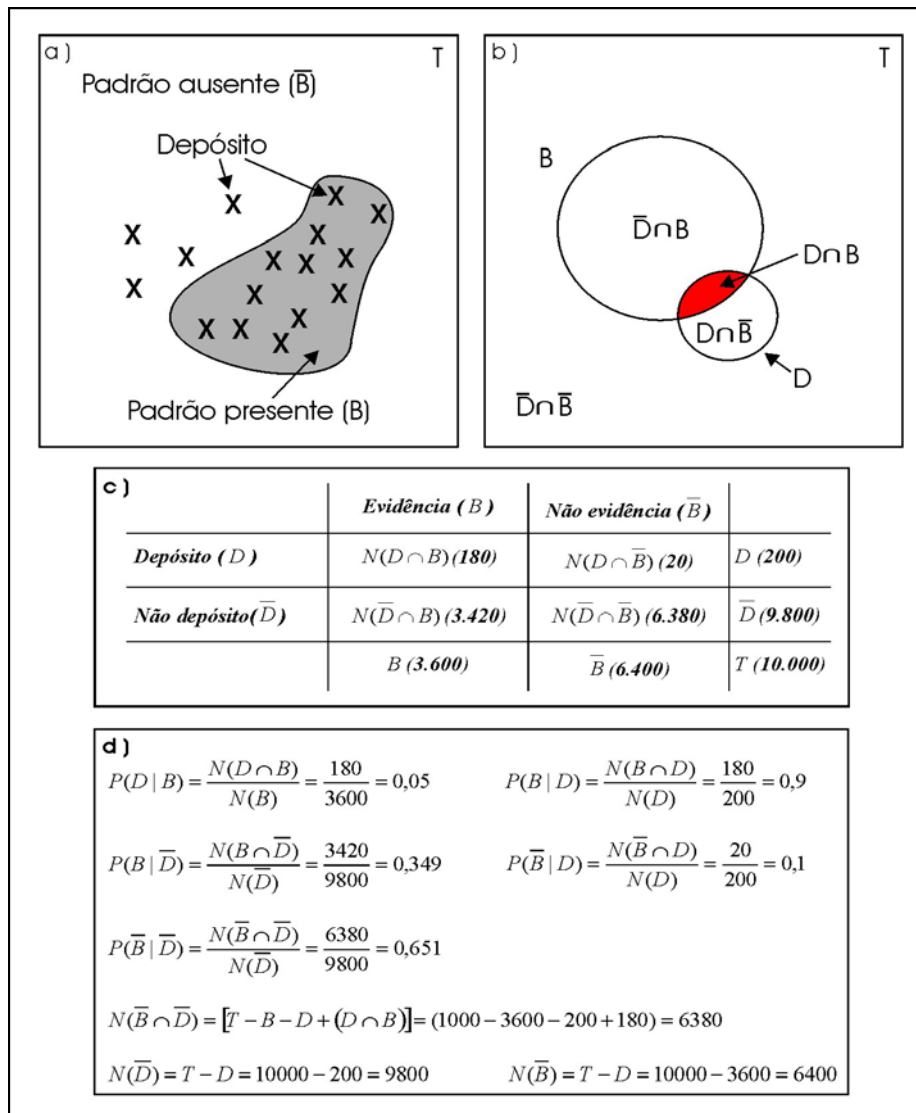 a)
T
Padrão ausente (B̅)
Depósito
X X X X X X X X X X X X X X X X X
Padrão presente (B)
b)
T
B
D̅∩B
D∩B
D∩B̅
D
D̅∩B̅
c)
Evidência (B) Não evidência (B̅)
Depósito (D) N(D∩B) (180) N(D∩B̅) (20) D (200)
Não depósito(D̅) N(D̅∩B) (3.420) N(D̅∩B̅) (6.380) D̅ (9.800)
B (3.600) B̅ (6.400) T (10.000)
d)
P(D | B) = N(D∩B)/N(B) = 180/3600 = 0,05 P(B | D) = N(B∩D)/N(D) = 180/200 = 0,9
P(B | D̅) = N(B∩D̅)/N(D̅) = 3420/9800 = 0,349 P(B̅ | D) = N(B̅∩D)/N(D) = 20/200 = 0,1
P(B̅ | D̅) = N(B̅∩D̅)/N(D̅) = 6380/9800 = 0,651
N(B̅∩D̅) = [T − B − D + (D∩B)] = (1000 − 3600 − 200 + 180) = 6380
N(D̅) = T − D = 10000 − 200 = 9800 N(B̅) = T − D = 10000 − 3600 = 6400